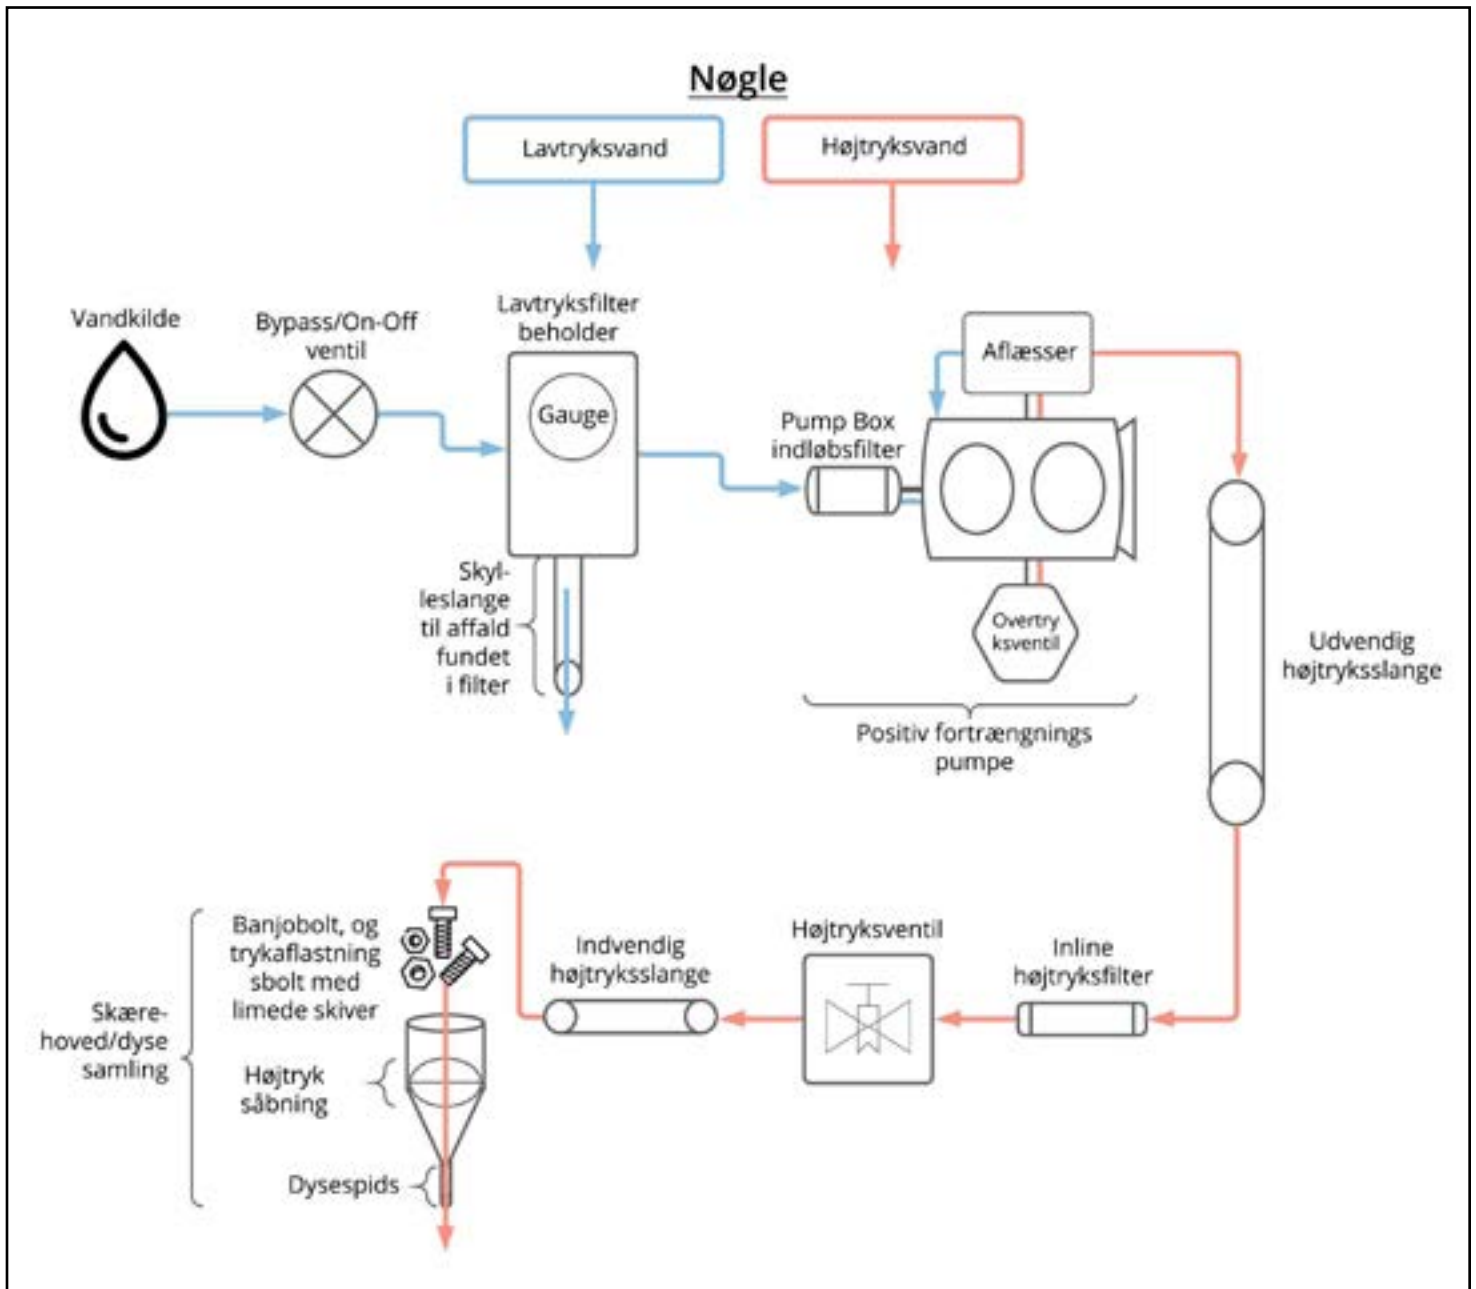 Nøgle
Lavtryksvand
Højtryksvand
Vandkilde
Bypass/On-Off
ventil
Lavtryksfilter
beholder
Gauge
Skyl-
leslange
til affald
fundet
i filter
Pump Box
indløbsfilter
Aflæsser
Overtry
ksventil
Positiv fortrængnings
pumpe
Udvendig
højtryksslange
Inline
højtryksfilter
Højtryksventil
Indvendig
højtryksslange
Banjobolt, og
trykaflastning
sbolt med
limede skiver
Skære-
hoved/dyse
samling
Højtryk
såbning
Dysespids